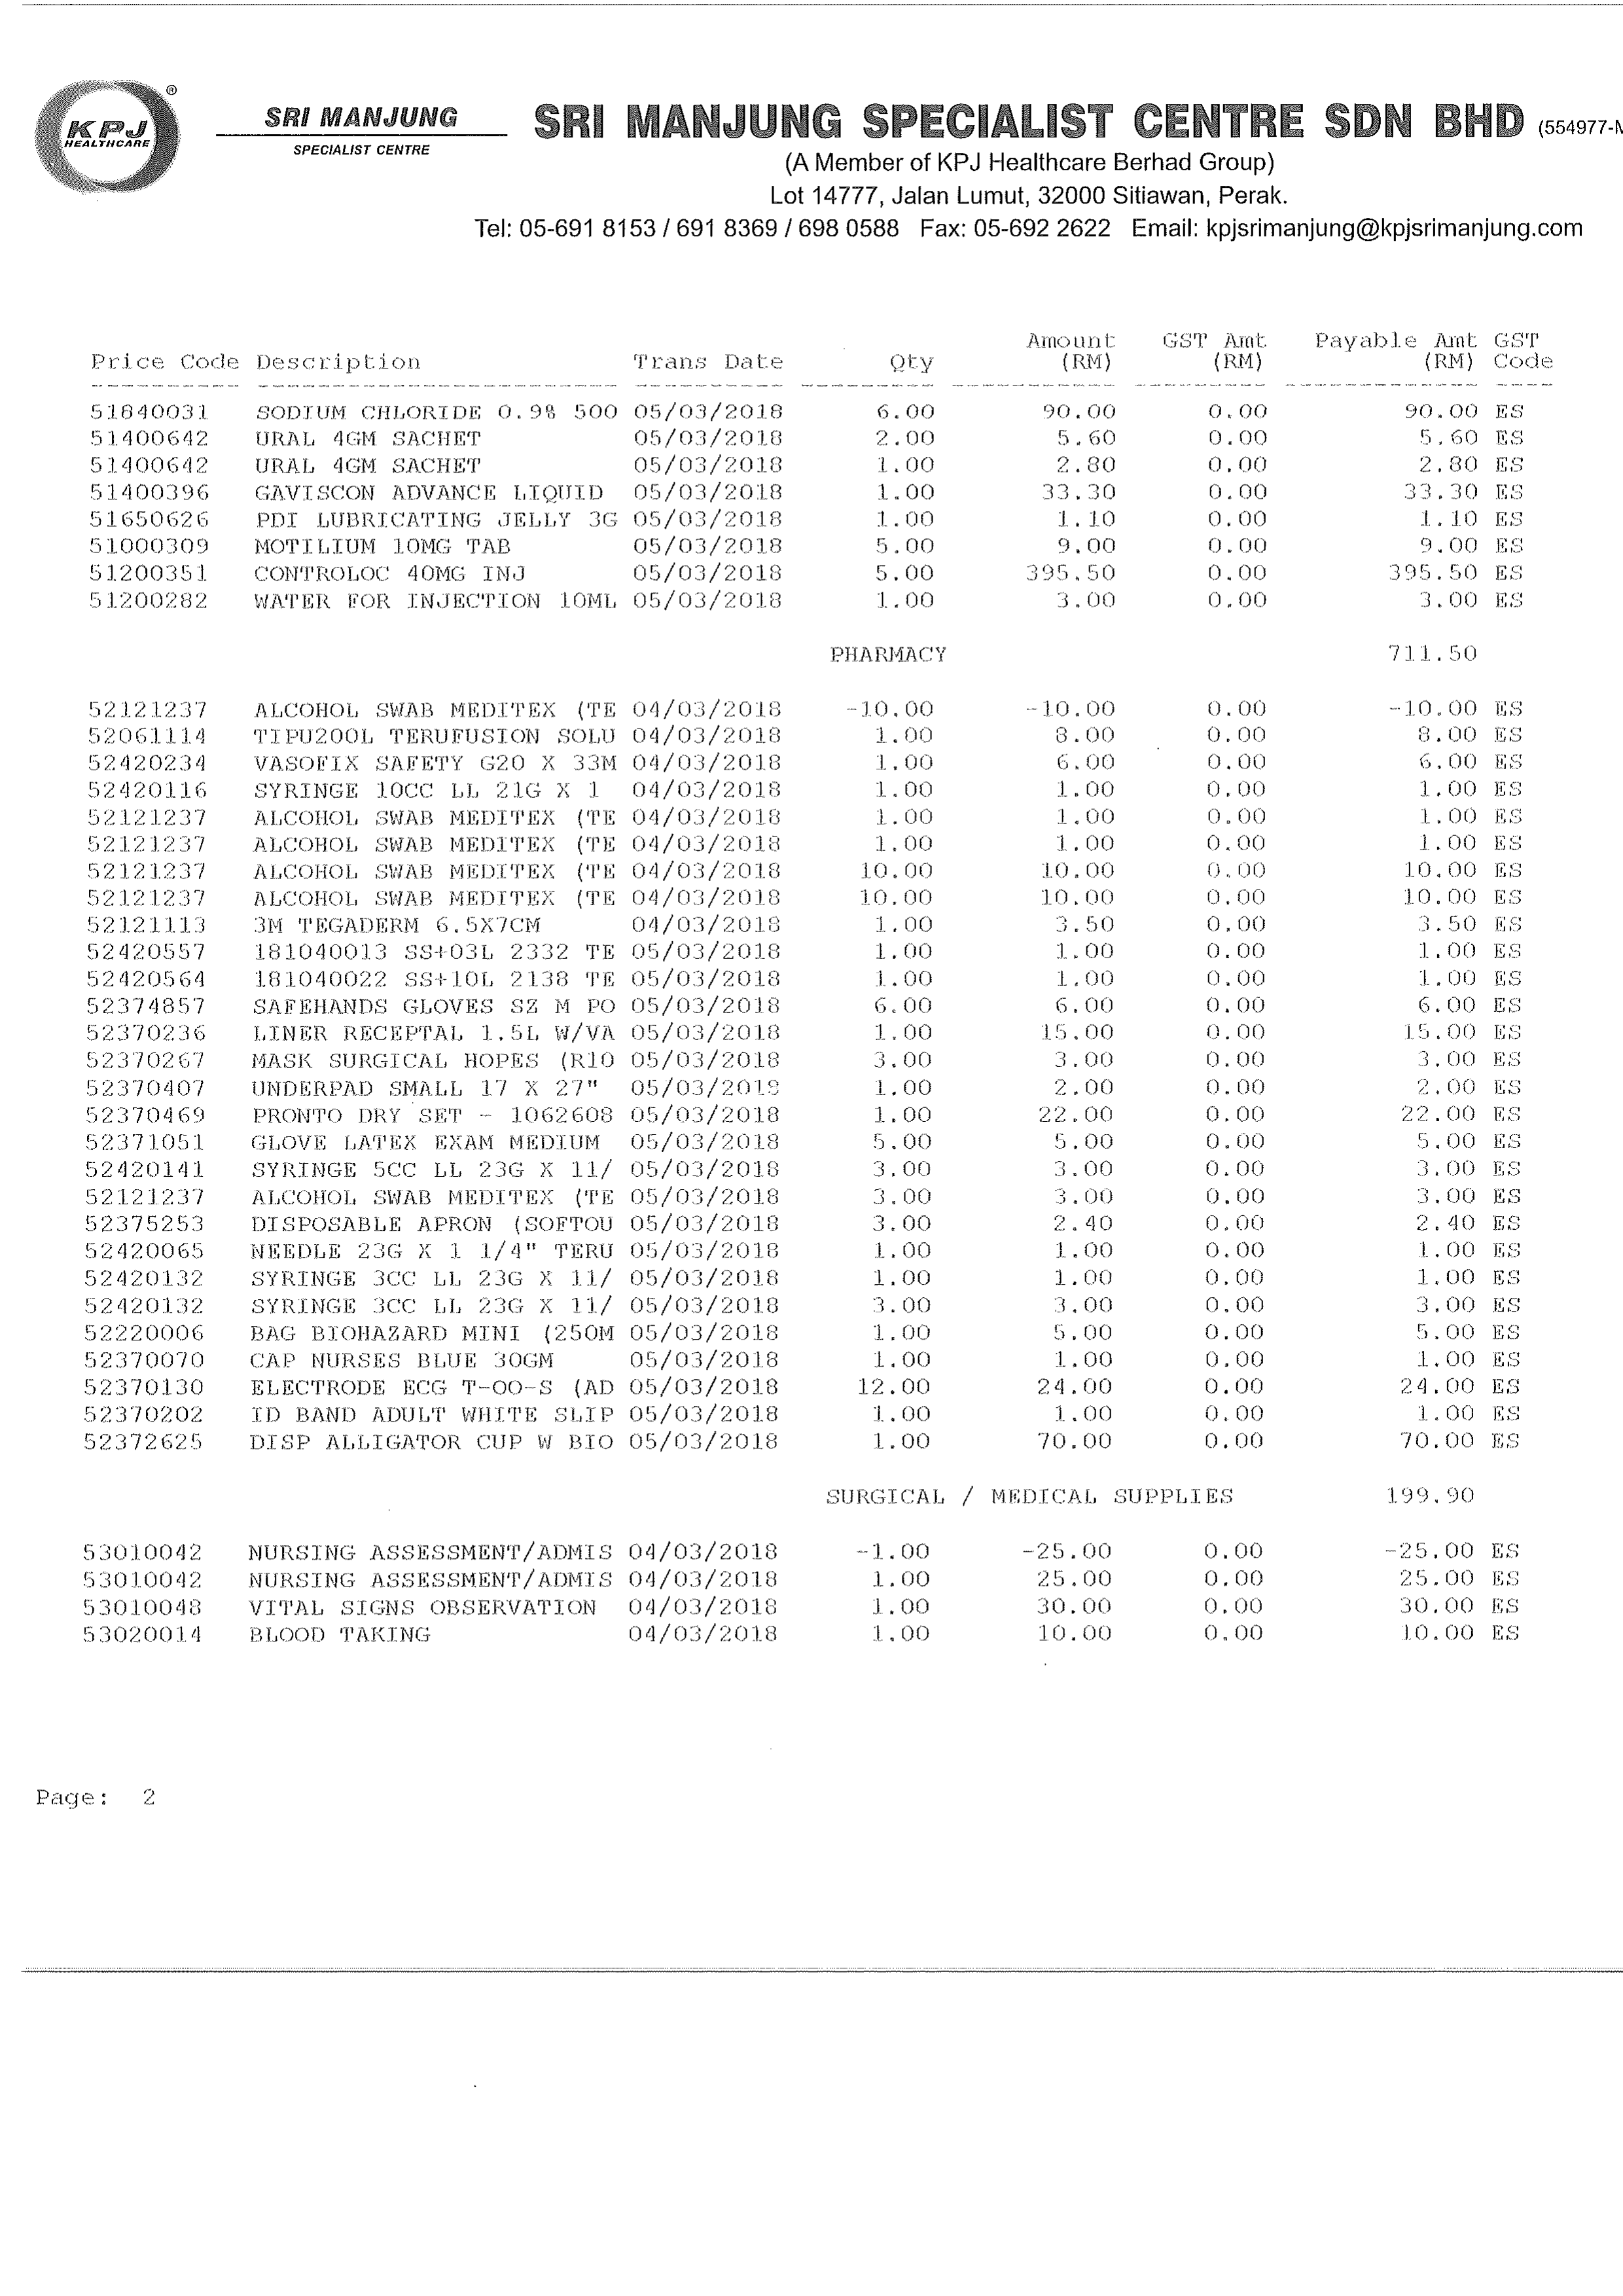 KPJ HEALTHCARE ®
SRI MANJUNG
SPECIALIST CENTRE
SRI MANJUNG SPECIALIST CENTRE SDN BHD (554977-M
(A Member of KPJ Healthcare Berhad Group)
Lot 14777, Jalan Lumut, 32000 Sitiawan, Perak.
Tel: 05-691 8153 / 691 8369 / 698 0588 Fax: 05-692 2622 Email: kpjsrimanjung@kpjsrimanjung.com
Amount GST Amt Payable Amt GST
Price Code Description Trans Date Qty (RM) (RM) (RM) Code
51840031 SODIUM CHLORIDE 0.9% 500 05/03/2018 6.00 90.00 0.00 90.00 ES
51400642 URAL 4GM SACHET 05/03/2018 2.00 5.60 0.00 5.60 ES
51400642 URAL 4GM SACHET 05/03/2018 1.00 2.80 0.00 2.80 ES
51400396 GAVISCON ADVANCE LIQUID 05/03/2018 1.00 33.30 0.00 33.30 ES
51650626 PDI LUBRICATING JELLY 3G 05/03/2018 1.00 1.10 0.00 1.10 ES
51000309 MOTILIUM 10MG TAB 05/03/2018 5.00 9.00 0.00 9.00 ES
51200351 CONTROLOC 40MG INJ 05/03/2018 5.00 395.50 0.00 395.50 ES
51200282 WATER FOR INJECTION 10ML 05/03/2018 1.00 3.00 0.00 3.00 ES
PHARMACY 711.50
52121237 ALCOHOL SWAB MEDITEX (TE 04/03/2018 -10.00 -10.00 0.00 -10.00 ES
52061114 TIPU200L TERUFUSION SOLU 04/03/2018 1.00 8.00 0.00 8.00 ES
52420234 VASOFIX SAFETY G20 X 33M 04/03/2018 1.00 6.00 0.00 6.00 ES
52420116 SYRINGE 10CC LL 21G X 1 04/03/2018 1.00 1.00 0.00 1.00 ES
52121237 ALCOHOL SWAB MEDITEX (TE 04/03/2018 1.00 1.00 0.00 1.00 ES
52121237 ALCOHOL SWAB MEDITEX (TE 04/03/2018 1.00 1.00 0.00 1.00 ES
52121237 ALCOHOL SWAB MEDITEX (TE 04/03/2018 10.00 10.00 0.00 10.00 ES
52121237 ALCOHOL SWAB MEDITEX (TE 04/03/2018 10.00 10.00 0.00 10.00 ES
52121113 3M TEGADERM 6.5X7CM 04/03/2018 1.00 3.50 0.00 3.50 ES
52420557 181040013 SS+03L 2332 TE 05/03/2018 1.00 1.00 0.00 1.00 ES
52420564 181040022 SS+10L 2138 TE 05/03/2018 1.00 1.00 0.00 1.00 ES
52374857 SAFEHANDS GLOVES SZ M PO 05/03/2018 6.00 6.00 0.00 6.00 ES
52370236 LINER RECEPTAL 1.5L W/VA 05/03/2018 1.00 15.00 0.00 15.00 ES
52370267 MASK SURGICAL HOPES (R10 05/03/2018 3.00 3.00 0.00 3.00 ES
52370407 UNDERPAD SMALL 17 X 27" 05/03/2018 1.00 2.00 0.00 2.00 ES
52370469 PRONTO DRY SET - 1062608 05/03/2018 1.00 22.00 0.00 22.00 ES
52371051 GLOVE LATEX EXAM MEDIUM 05/03/2018 5.00 5.00 0.00 5.00 ES
52420141 SYRINGE 5CC LL 23G X 11/ 05/03/2018 3.00 3.00 0.00 3.00 ES
52121237 ALCOHOL SWAB MEDITEX (TE 05/03/2018 3.00 3.00 0.00 3.00 ES
52375253 DISPOSABLE APRON (SOFTOU 05/03/2018 3.00 2.40 0.00 2.40 ES
52420065 NEEDLE 23G X 1 1/4" TERU 05/03/2018 1.00 1.00 0.00 1.00 ES
52420132 SYRINGE 3CC LL 23G X 11/ 05/03/2018 1.00 1.00 0.00 1.00 ES
52420132 SYRINGE 3CC LL 23G X 11/ 05/03/2018 3.00 3.00 0.00 3.00 ES
52220006 BAG BIOHAZARD MINI (250M 05/03/2018 1.00 5.00 0.00 5.00 ES
52370070 CAP NURSES BLUE 30GM 05/03/2018 1.00 1.00 0.00 1.00 ES
52370130 ELECTRODE ECG T-OO-S (AD 05/03/2018 12.00 24.00 0.00 24.00 ES
52370202 ID BAND ADULT WHITE SLIP 05/03/2018 1.00 1.00 0.00 1.00 ES
52372625 DISP ALLIGATOR CUP W BIO 05/03/2018 1.00 70.00 0.00 70.00 ES
SURGICAL / MEDICAL SUPPLIES 199.90
53010042 NURSING ASSESSMENT/ADMIS 04/03/2018 -1.00 -25.00 0.00 -25.00 ES
53010042 NURSING ASSESSMENT/ADMIS 04/03/2018 1.00 25.00 0.00 25.00 ES
53010048 VITAL SIGNS OBSERVATION 04/03/2018 1.00 30.00 0.00 30.00 ES
53020014 BLOOD TAKING 04/03/2018 1.00 10.00 0.00 10.00 ES
Page: 2